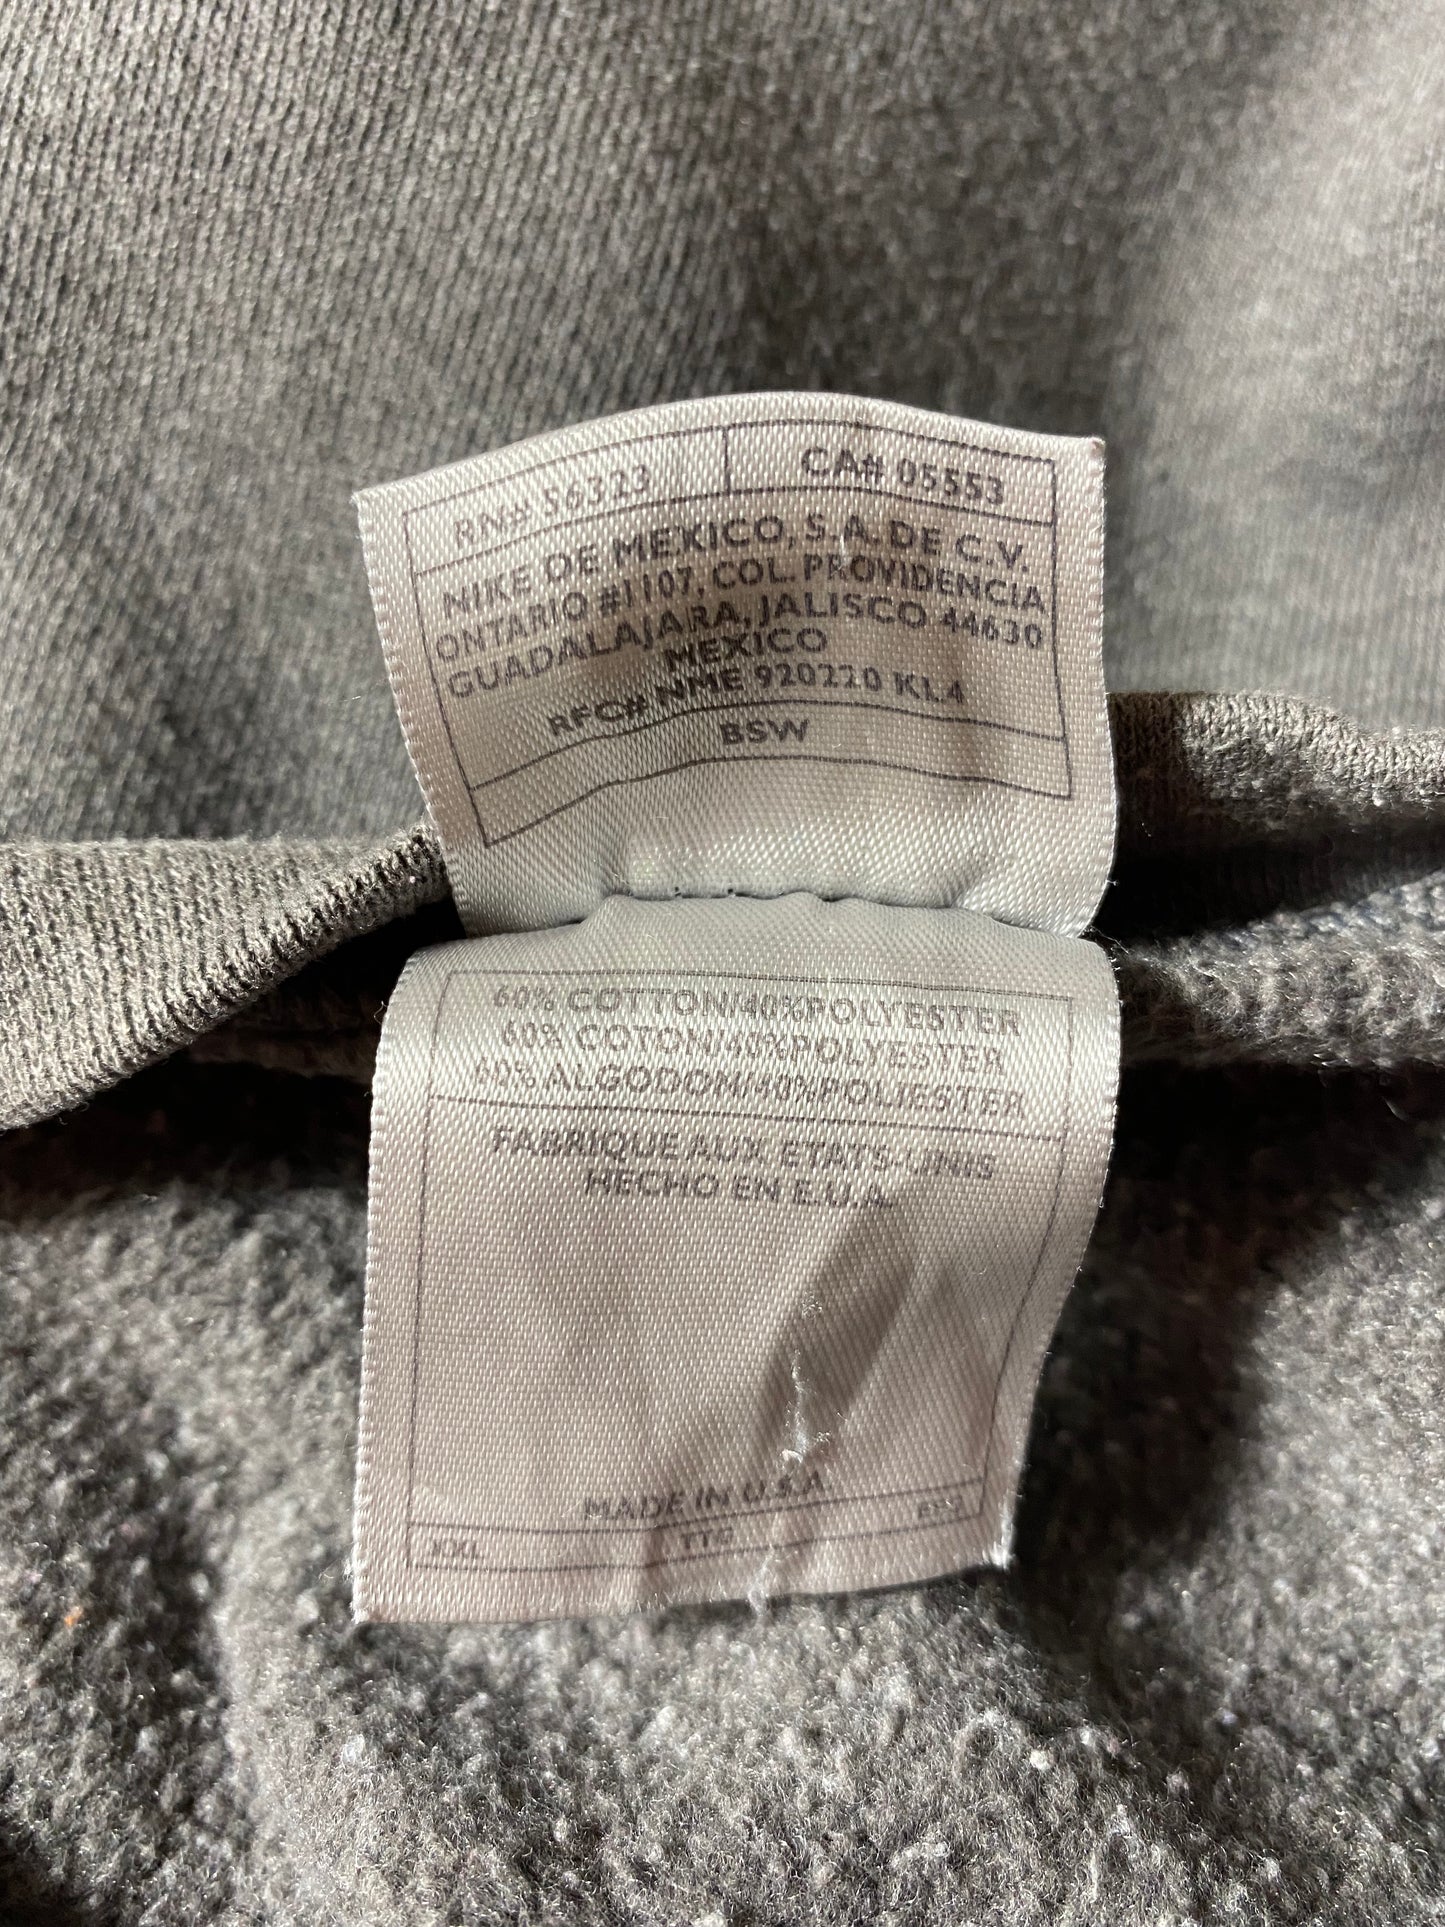 RN# 56323 CA# 05553
NIKE DE MEXICO, S.A. DE C.V.
ONTARIO #1107, COL. PROVIDENCIA
GUADALAJARA, JALISCO 44630
MEXICO
RFC# NME 920220 KL4
BSW
60% COTTON/40%POLYESTER
60% COTON/40%POLYESTER
60% ALGODOM/40%POLIESTER
FABRIQUE AUX ETATS-UNIS
HECHO EN E.U.A.
MADE IN U.S.A.
XXL